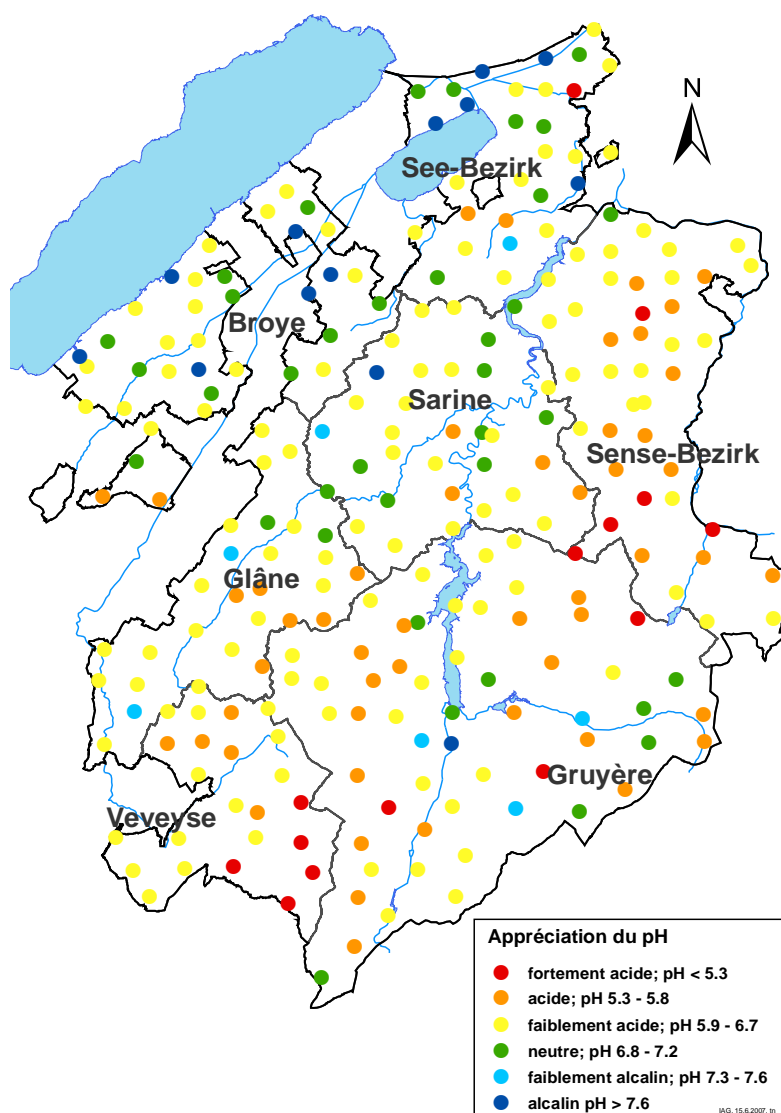 N
See-Bezirk
Broye
Sarine
Sense-Bezirk
Glâne
Gruyère
Veveyse
Appréciation du pH
fortement acide; pH < 5.3
acide; pH 5.3 - 5.8
faiblement acide; pH 5.9 - 6.7
neutre; pH 6.8 - 7.2
faiblement alcalin; pH 7.3 - 7.6
alcalin pH > 7.6
IAG, 15.6.2007, tn